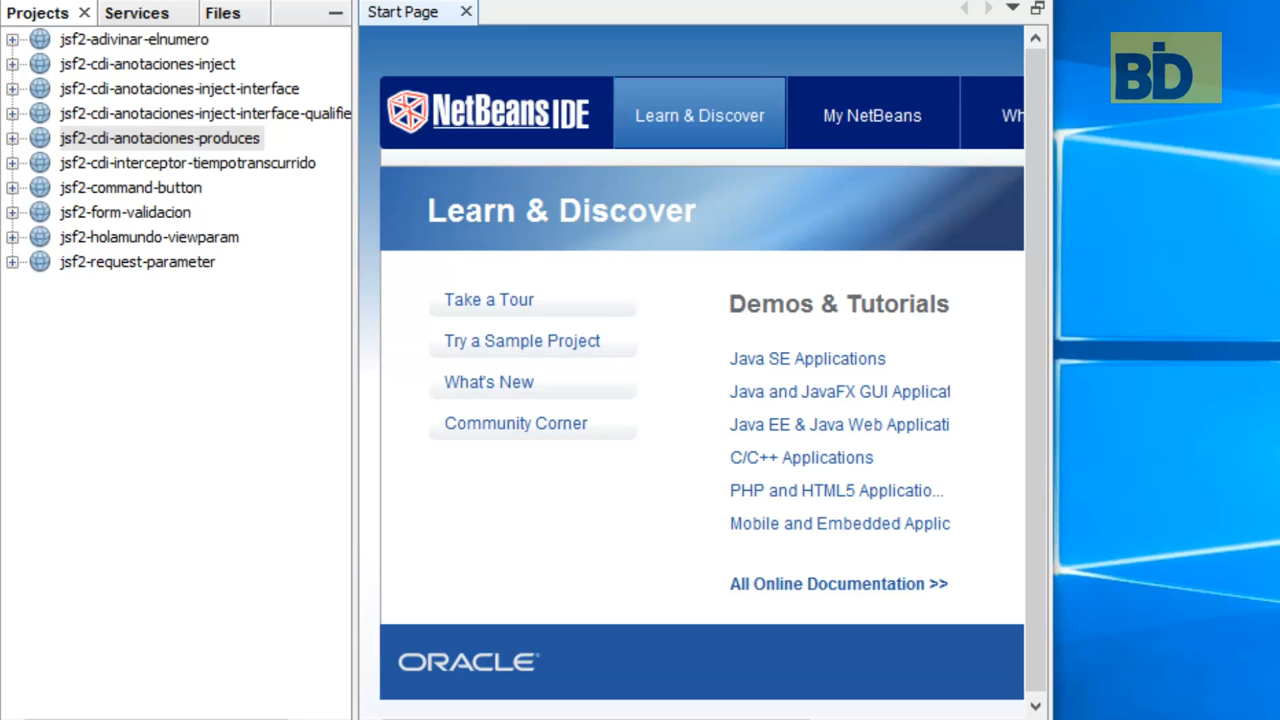 Projects
Services
Files
Start Page
jsf2-adivinar-elnumero
jsf2-cdi-anotaciones-inject
jsf2-cdi-anotaciones-inject-interface
jsf2-cdi-anotaciones-inject-interface-qualifie
jsf2-cdi-anotaciones-produces
jsf2-cdi-interceptor-tiempotranscurrido
jsf2-command-button
jsf2-form-validacion
jsf2-holamundo-viewparam
jsf2-request-parameter
NetBeans IDE
Learn & Discover
My NetBeans
Wh
Learn & Discover
Take a Tour
Try a Sample Project
What's New
Community Corner
Demos & Tutorials
Java SE Applications
Java and JavaFX GUI Applicat
Java EE & Java Web Applicati
C/C++ Applications
PHP and HTML5 Applicatio...
Mobile and Embedded Applic
All Online Documentation >>
ORACLE
BID